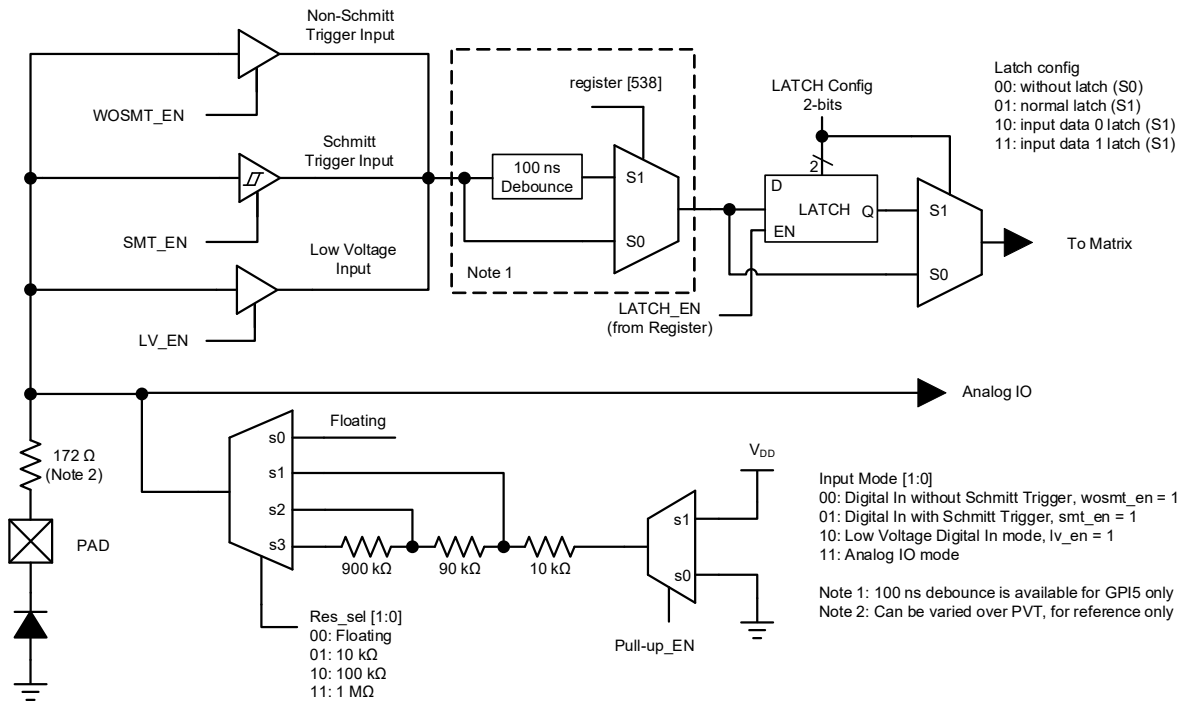 Non-Schmitt
Trigger Input
WOSMT_EN
Schmitt
Trigger Input
SMT_EN
Low Voltage
Input
LV_EN
register [538]
100 ns
Debounce
S1
S0
Note 1
LATCH Config
2-bits
2
D
LATCH
Q
EN
LATCH_EN
(from Register)
S1
S0
To Matrix
Latch config
00: without latch (S0)
01: normal latch (S1)
10: input data 0 latch (S1)
11: input data 1 latch (S1)
Analog IO
172 Ω
(Note 2)
PAD
Floating
s0
s1
s2
s3
900 kΩ
90 kΩ
10 kΩ
Res_sel [1:0]
00: Floating
01: 10 kΩ
10: 100 kΩ
11: 1 MΩ
VDD
s1
s0
Pull-up_EN
Input Mode [1:0]
00: Digital In without Schmitt Trigger, wosmt_en = 1
01: Digital In with Schmitt Trigger, smt_en = 1
10: Low Voltage Digital In mode, lv_en = 1
11: Analog IO mode
Note 1: 100 ns debounce is available for GPI5 only
Note 2: Can be varied over PVT, for reference only